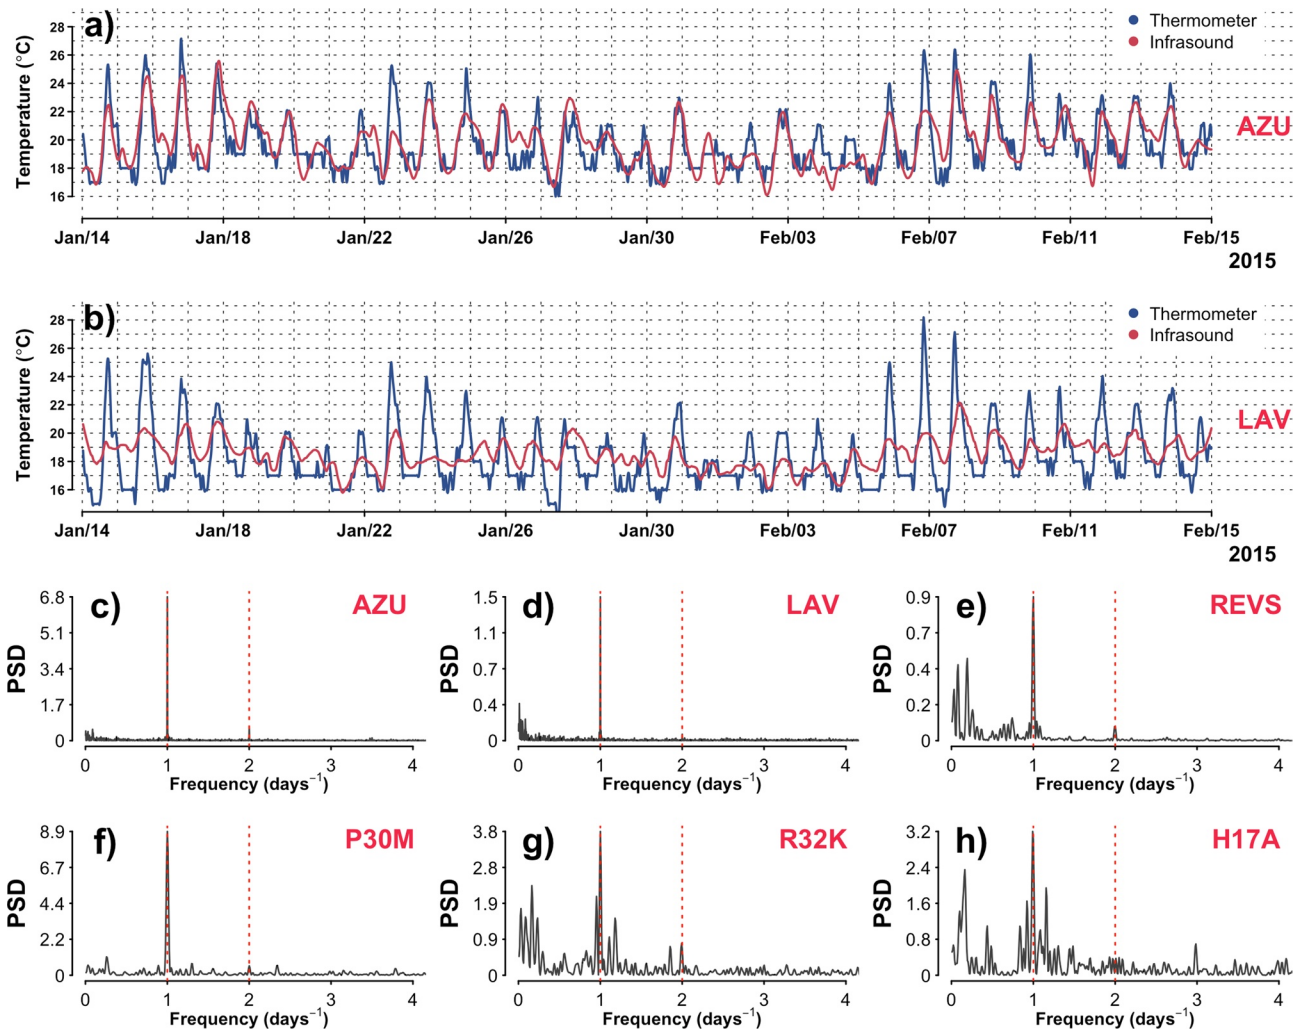 a)
Thermometer
Infrasound
AZU
Temperature (°C)
28
26
24
22
20
18
16
Jan/14 Jan/18 Jan/22 Jan/26 Jan/30 Feb/03 Feb/07 Feb/11 Feb/15
2015
b)
Thermometer
Infrasound
LAV
Temperature (°C)
28
26
24
22
20
18
16
Jan/14 Jan/18 Jan/22 Jan/26 Jan/30 Feb/03 Feb/07 Feb/11 Feb/15
2015
c) AZU
PSD
6.8
5.1
3.4
1.7
0
0 1 2 3 4
Frequency (days⁻¹)
d) LAV
PSD
1.5
1.1
0.7
0.4
0
0 1 2 3 4
Frequency (days⁻¹)
e) REVS
PSD
0.9
0.7
0.4
0.2
0
0 1 2 3 4
Frequency (days⁻¹)
f) P30M
PSD
8.9
6.7
4.4
2.2
0
0 1 2 3 4
Frequency (days⁻¹)
g) R32K
PSD
3.8
2.8
1.9
0.9
0
0 1 2 3 4
Frequency (days⁻¹)
h) H17A
PSD
3.2
2.4
1.6
0.8
0
0 1 2 3 4
Frequency (days⁻¹)